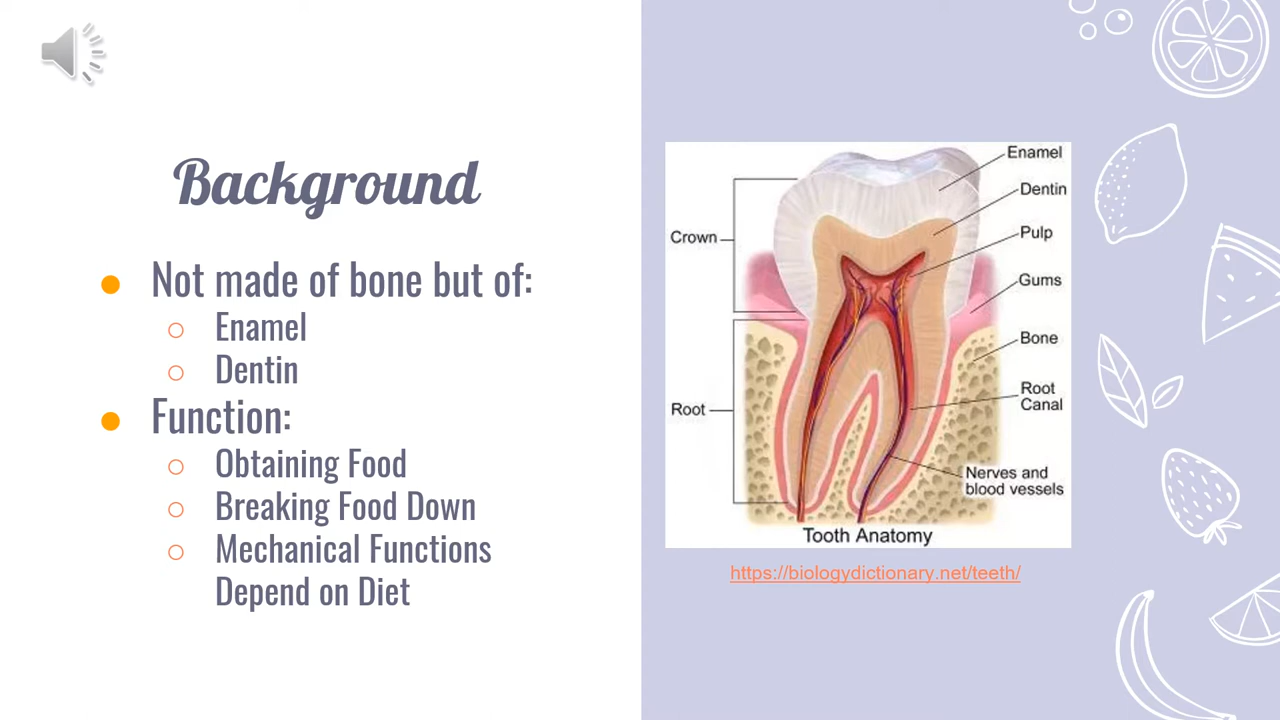 Background
Not made of bone but of:
Enamel
Dentin
Function:
Obtaining Food
Breaking Food Down
Mechanical Functions
Depend on Diet
Enamel
Dentin
Pulp
Crown
Gums
Bone
Root
Canal
Root
Nerves and
blood vessels
Tooth Anatomy
https://biologydictionary.net/teeth/